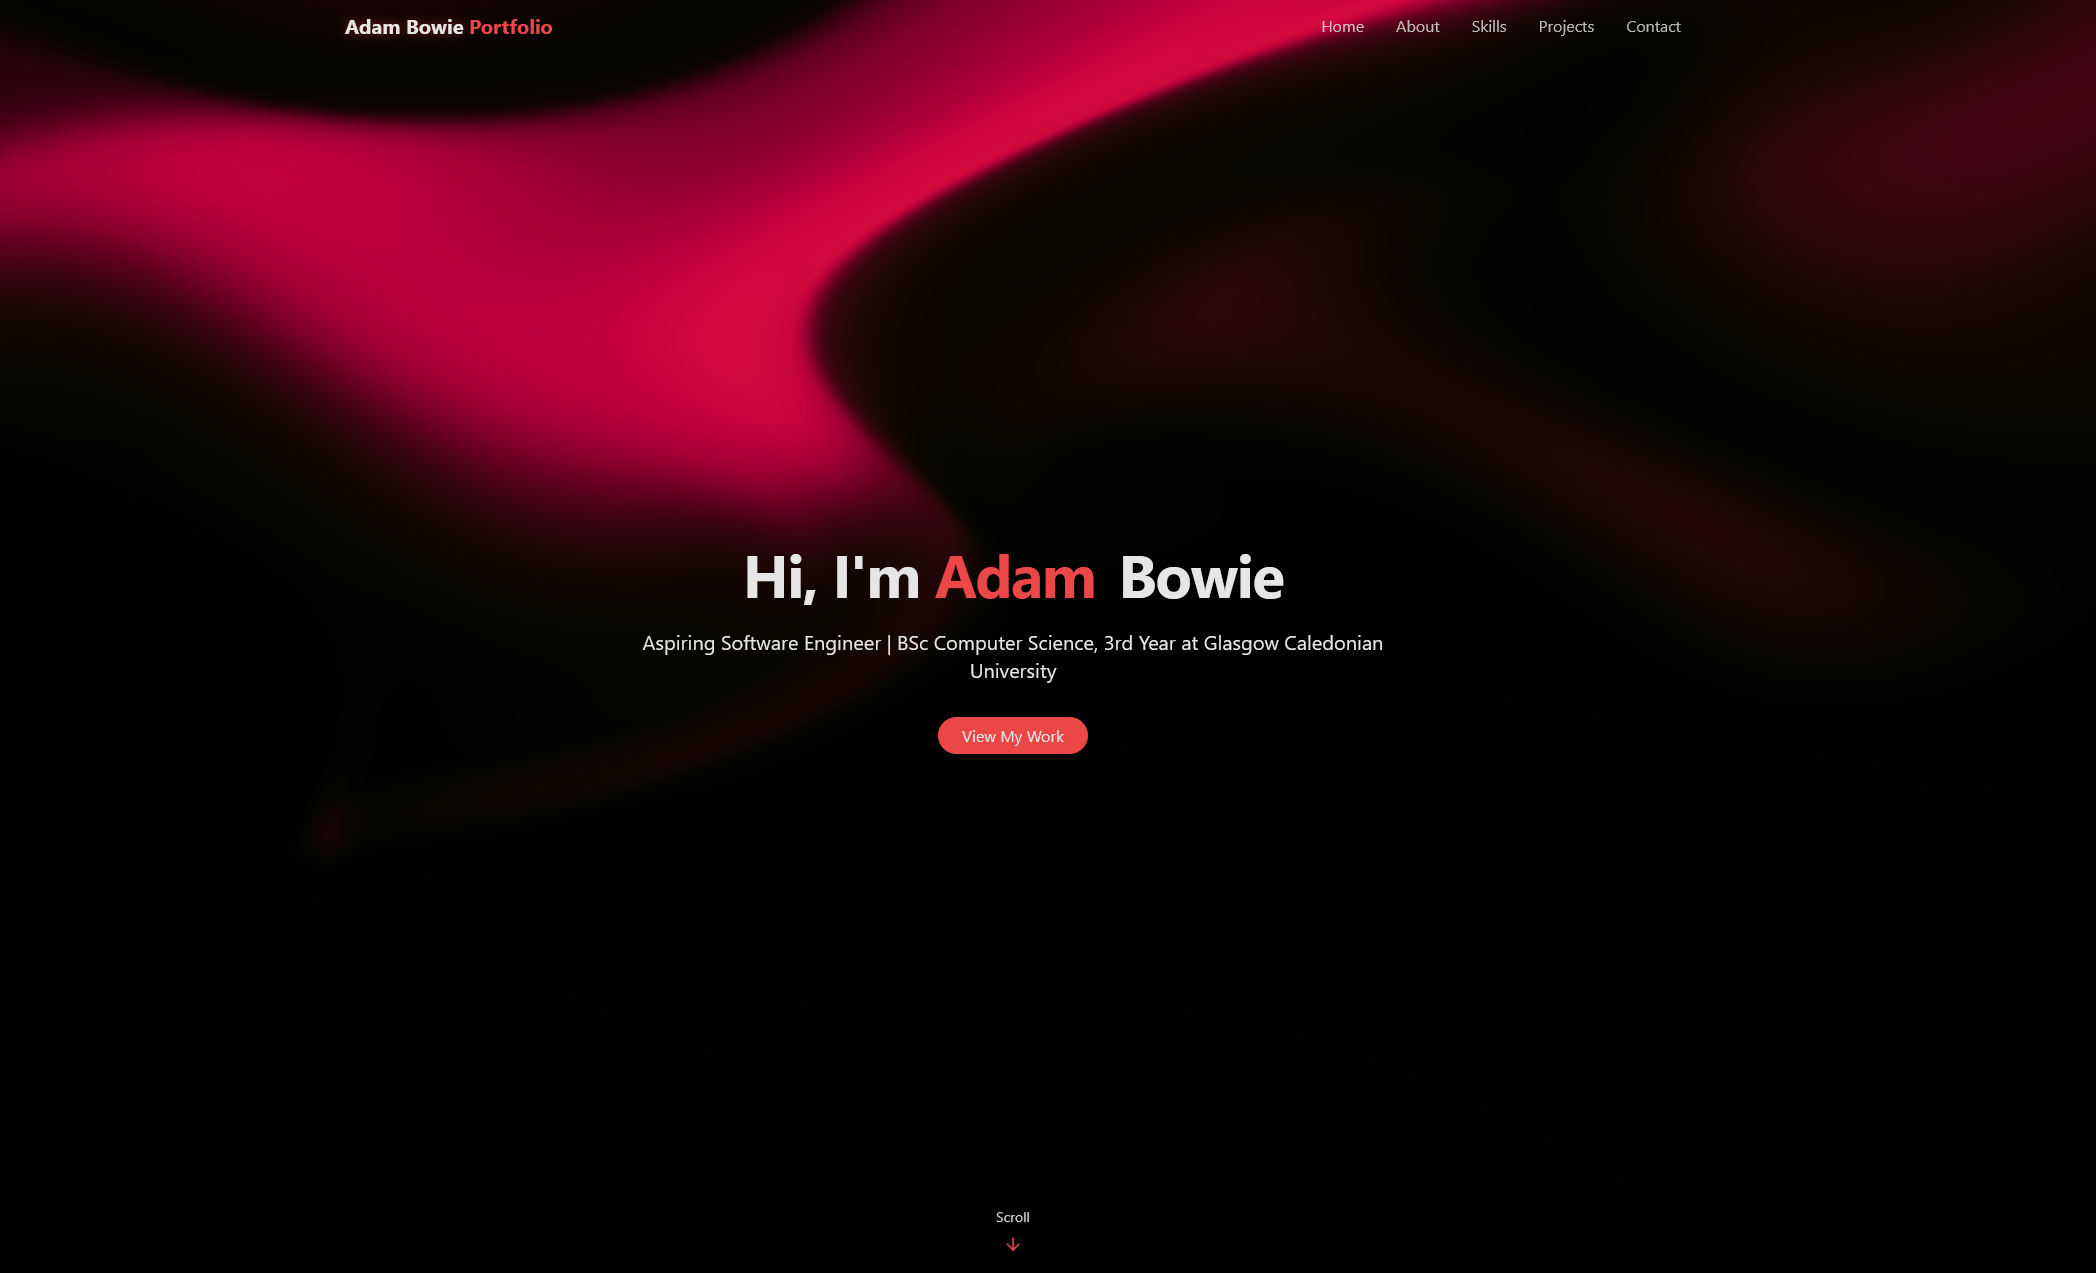 Adam Bowie Portfolio
Home About Skills Projects Contact
Hi, I'm Adam Bowie
Aspiring Software Engineer | BSc Computer Science, 3rd Year at Glasgow Caledonian
University
View My Work
Scroll